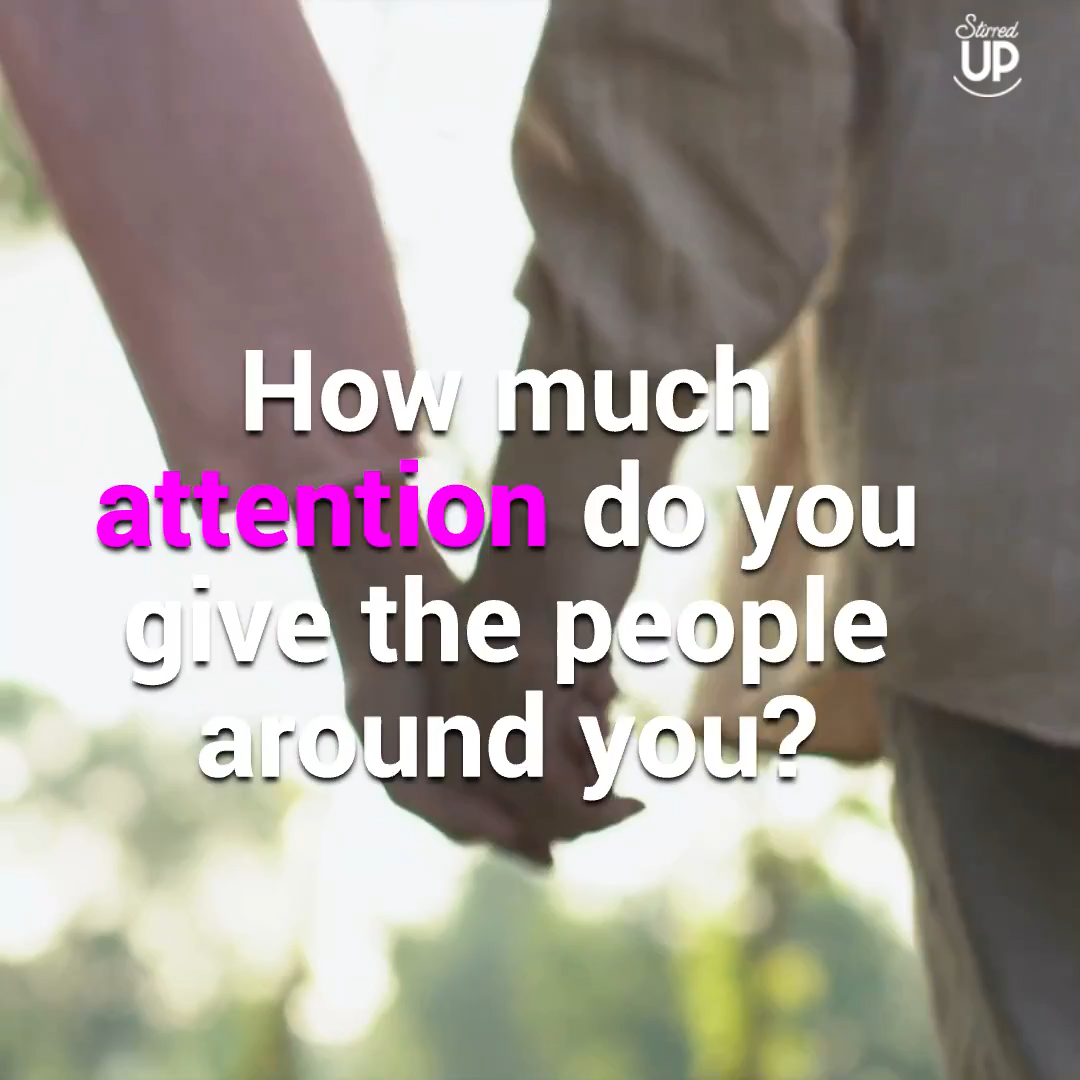 Stirred
UP
How much
attention do you
give the people
around you?